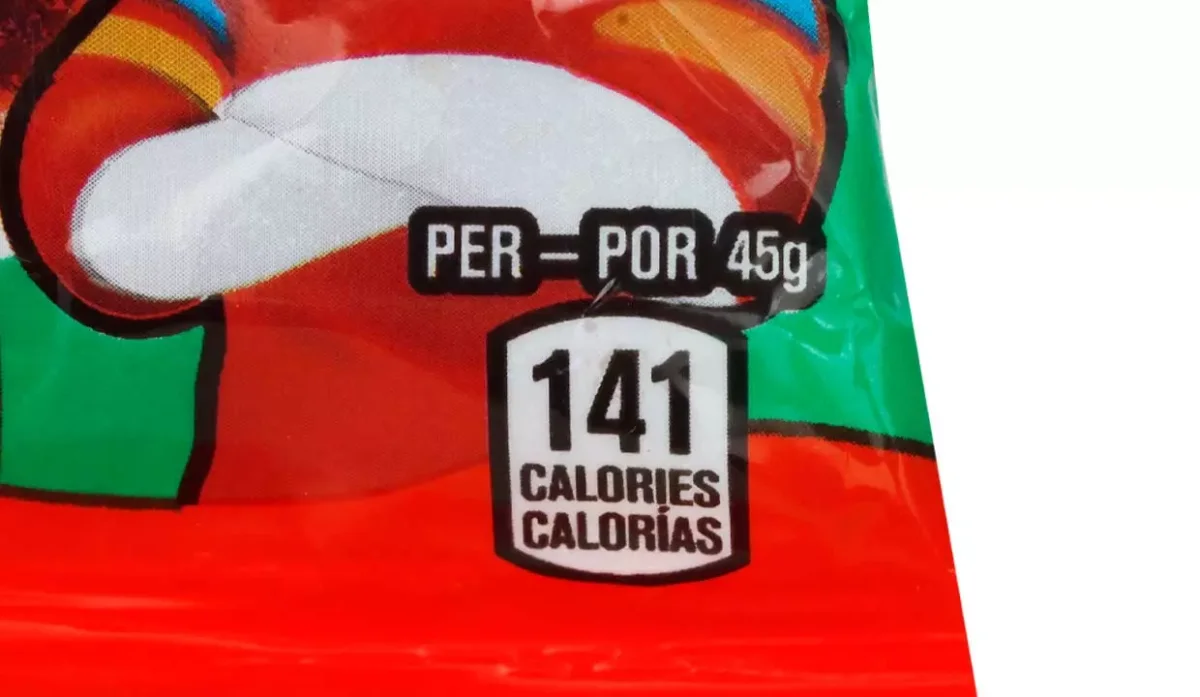 PER – POR 45g
141
CALORIES
CALORÍAS